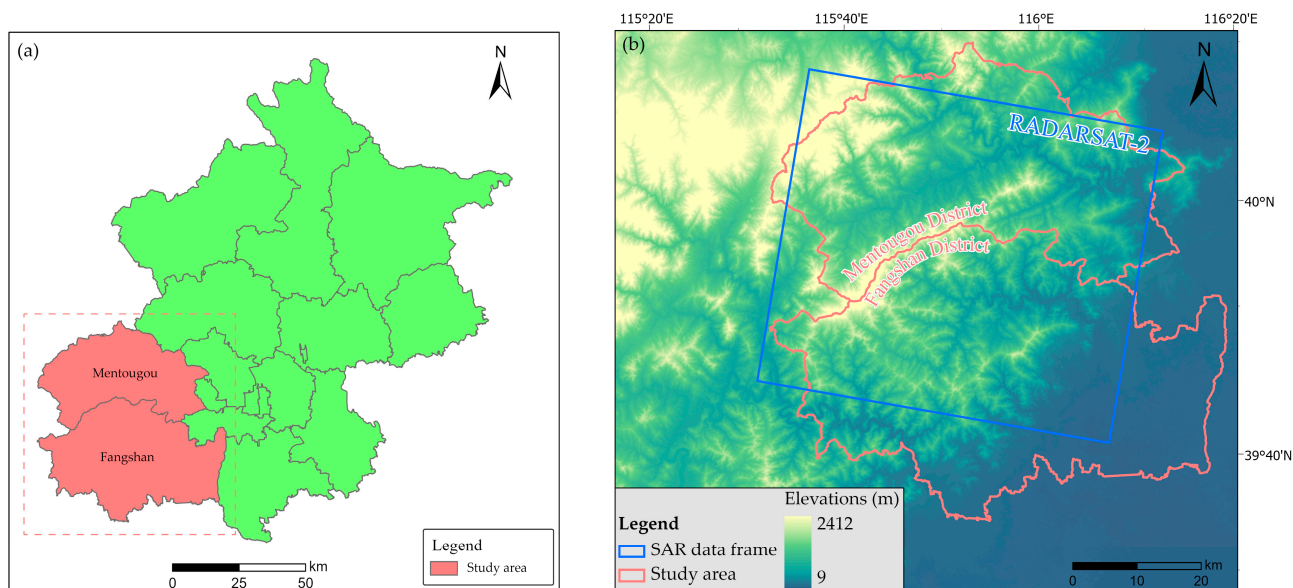 (a)
N
Mentougou
Fangshan
Legend
Study area
0 25 50
km
115°20'E 115°40'E 116°E 116°20'E
(b)
N
RADARSAT-2
40°N
Mentougou District
Fangshan District
39°40'N
Elevations (m)
2412
9
Legend
SAR data frame
Study area
km
0 10 20